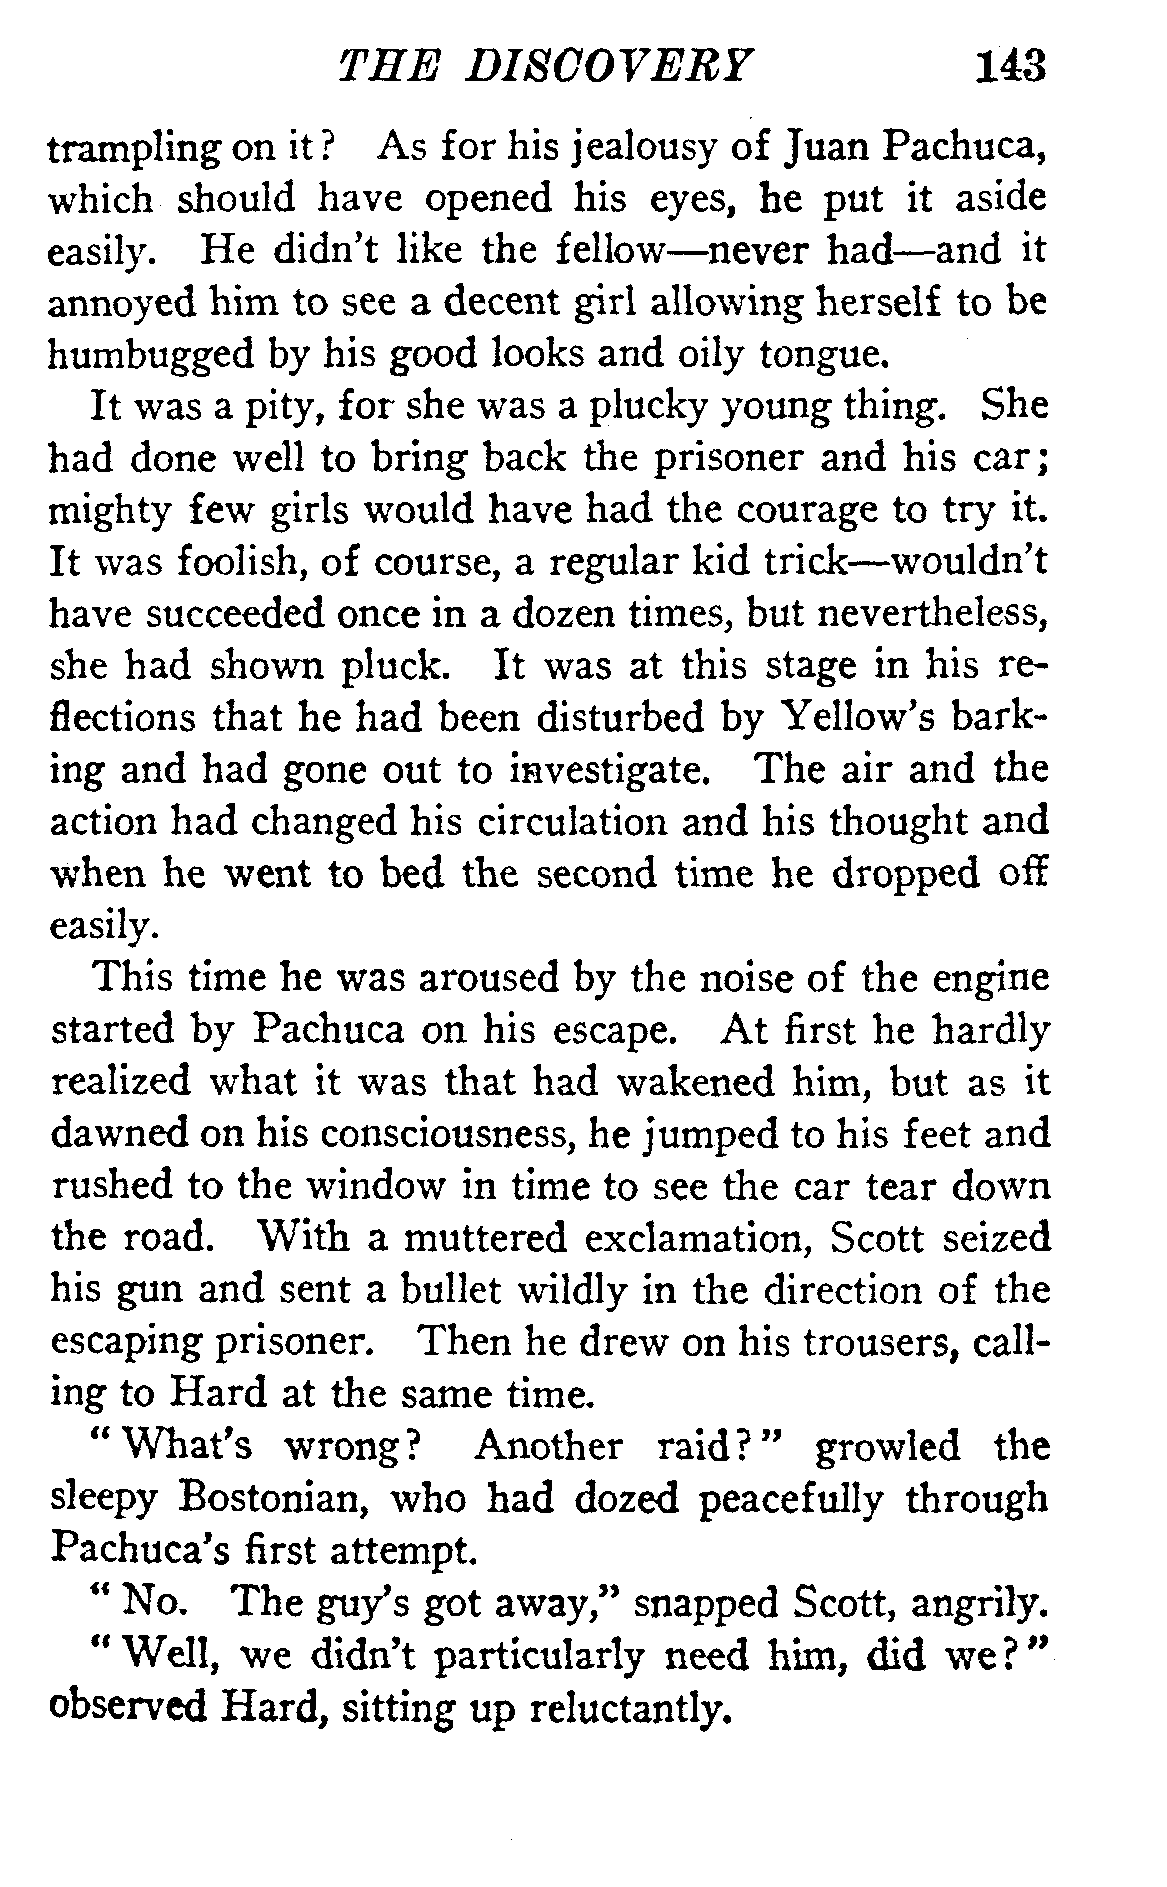 THE DISCOVERY 143
trampling on it? As for his jealousy of Juan Pachuca,
which should have opened his eyes, he put it aside
easily. He didn't like the fellow—never had—and it
annoyed him to see a decent girl allowing herself to be
humbugged by his good looks and oily tongue.
It was a pity, for she was a plucky young thing. She
had done well to bring back the prisoner and his car;
mighty few girls would have had the courage to try it.
It was foolish, of course, a regular kid trick—wouldn't
have succeeded once in a dozen times, but nevertheless,
she had shown pluck. It was at this stage in his re-
flections that he had been disturbed by Yellow's bark-
ing and had gone out to investigate. The air and the
action had changed his circulation and his thought and
when he went to bed the second time he dropped off
easily.
This time he was aroused by the noise of the engine
started by Pachuca on his escape. At first he hardly
realized what it was that had wakened him, but as it
dawned on his consciousness, he jumped to his feet and
rushed to the window in time to see the car tear down
the road. With a muttered exclamation, Scott seized
his gun and sent a bullet wildly in the direction of the
escaping prisoner. Then he drew on his trousers, call-
ing to Hard at the same time.
"What's wrong? Another raid?" growled the
sleepy Bostonian, who had dozed peacefully through
Pachuca's first attempt.
"No. The guy's got away," snapped Scott, angrily.
"Well, we didn't particularly need him, did we?"
observed Hard, sitting up reluctantly.